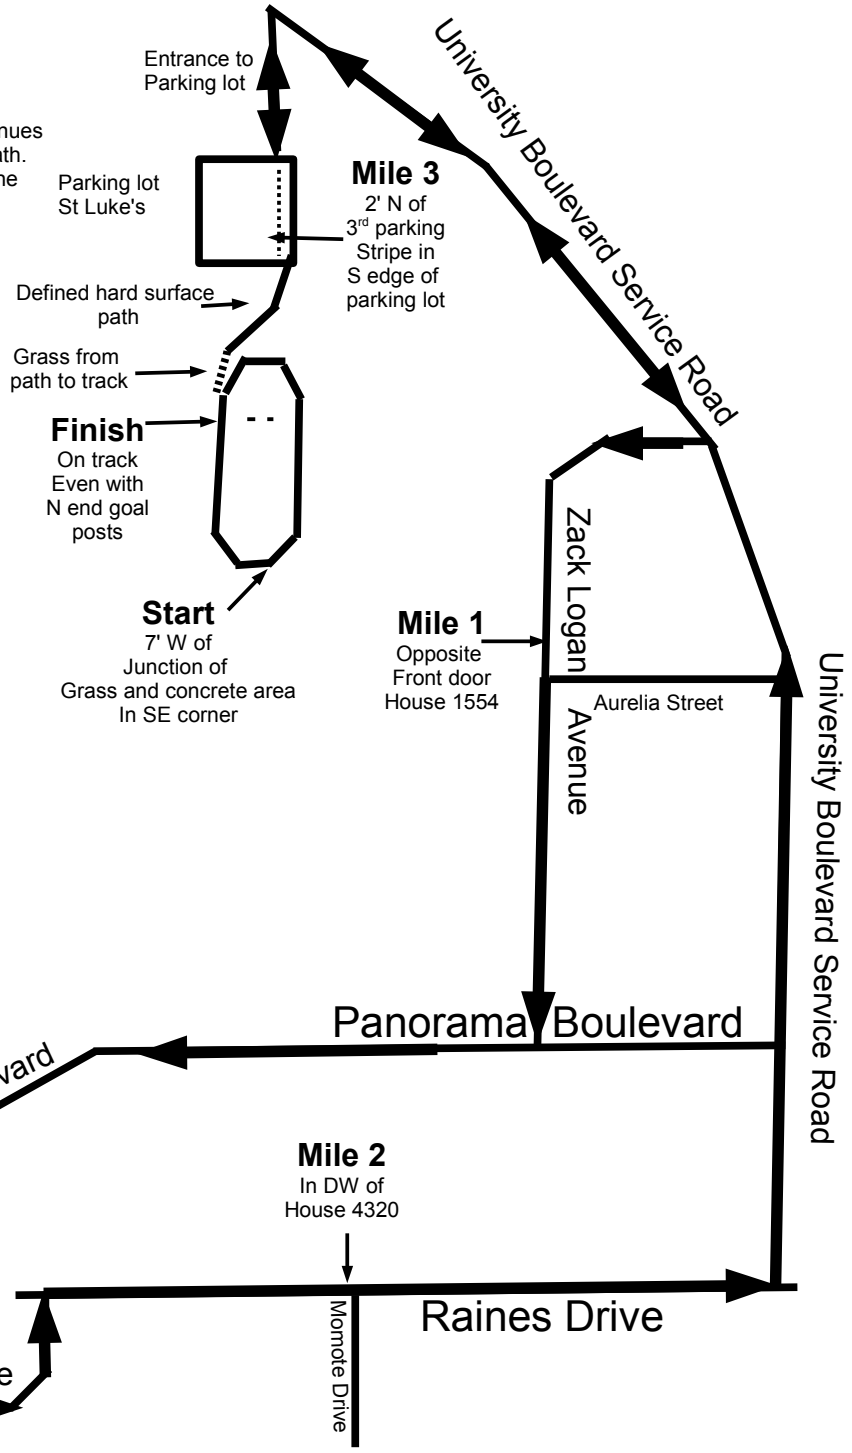 University Boulevard Service Road
Entrance to
Parking lot
Parking lot
St Luke's
Mile 3
2' N of
3rd parking
Stripe in
S edge of
parking lot
Defined hard surface
path
Grass from
path to track
Finish
On track
Even with
N end goal
posts
Start
7' W of
Junction of
Grass and concrete area
In SE corner
Zack Logan Avenue
Mile 1
Opposite
Front door
House 1554
Aurelia Street
University Boulevard Service Road
Panorama Boulevard
Mile 2
In DW of
House 4320
Raines Drive
Momote Drive